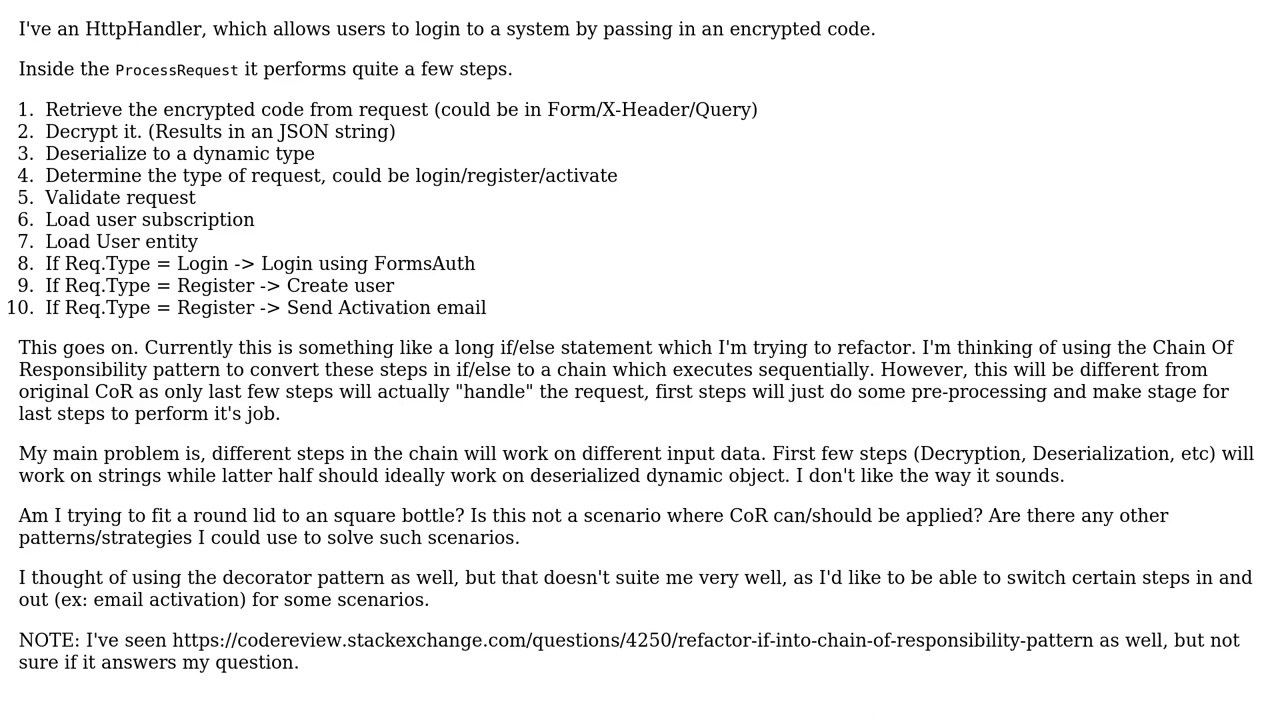 I've an HttpHandler, which allows users to login to a system by passing in an encrypted code.
Inside the ProcessRequest it performs quite a few steps.
1. Retrieve the encrypted code from request (could be in Form/X-Header/Query)
2. Decrypt it. (Results in an JSON string)
3. Deserialize to a dynamic type
4. Determine the type of request, could be login/register/activate
5. Validate request
6. Load user subscription
7. Load User entity
8. If Req.Type = Login -> Login using FormsAuth
9. If Req.Type = Register -> Create user
10. If Req.Type = Register -> Send Activation email
This goes on. Currently this is something like a long if/else statement which I'm trying to refactor. I'm thinking of using the Chain Of
Responsibility pattern to convert these steps in if/else to a chain which executes sequentially. However, this will be different from
original CoR as only last few steps will actually "handle" the request, first steps will just do some pre-processing and make stage for
last steps to perform it's job.
My main problem is, different steps in the chain will work on different input data. First few steps (Decryption, Deserialization, etc) will
work on strings while latter half should ideally work on deserialized dynamic object. I don't like the way it sounds.
Am I trying to fit a round lid to an square bottle? Is this not a scenario where CoR can/should be applied? Are there any other
patterns/strategies I could use to solve such scenarios.
I thought of using the decorator pattern as well, but that doesn't suite me very well, as I'd like to be able to switch certain steps in and
out (ex: email activation) for some scenarios.
NOTE: I've seen https://codereview.stackexchange.com/questions/4250/refactor-if-into-chain-of-responsibility-pattern as well, but not
sure if it answers my question.